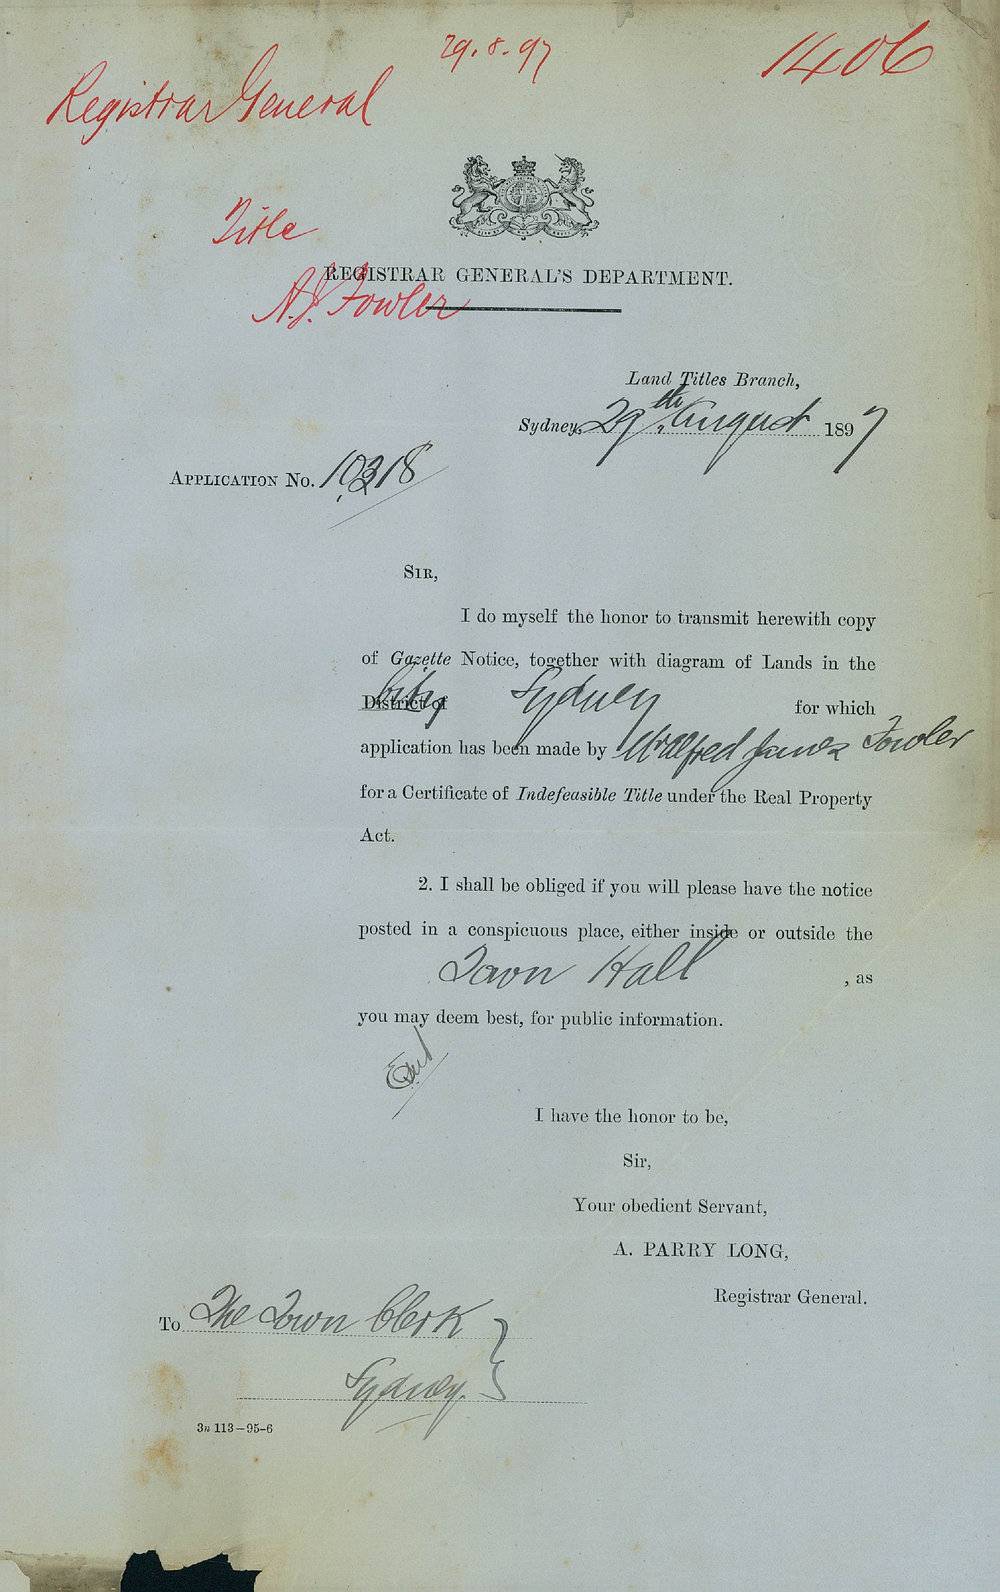 29.8.97
1406
Registrar General
Title
A.J. Fowler
REGISTRAR GENERAL'S DEPARTMENT.
Land Titles Branch,
Sydney, 29th August 1897
APPLICATION No. 10318
SIR,
I do myself the honor to transmit herewith copy
of Gazette Notice, together with diagram of Lands in the
District of City Sydney for which
application has been made by Mr Alfred James Fowler
for a Certificate of Indefeasible Title under the Real Property
Act.
2. I shall be obliged if you will please have the notice
posted in a conspicuous place, either inside or outside the
Town Hall , as
you may deem best, for public information.
I have the honor to be,
Sir,
Your obedient Servant,
A. PARRY LONG,
Registrar General.
To The Town Clerk
Sydney.
3n 113–95–6